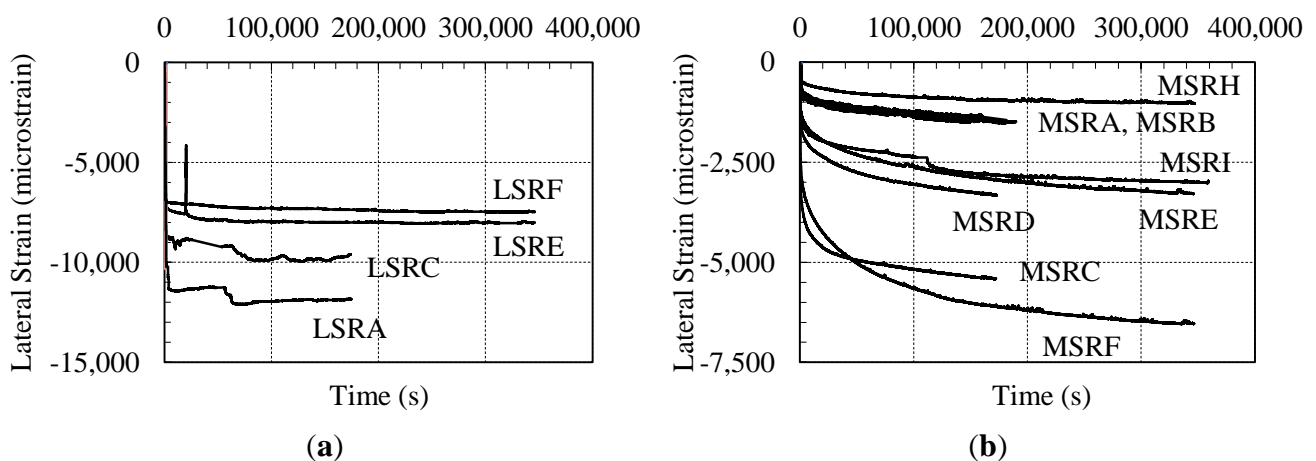 0 100,000 200,000 300,000 400,000
0
-5,000
-10,000
-15,000
Lateral Strain (microstrain)
LSRF
LSRE
LSRC
LSRA
Time (s)
(a)
0 100,000 200,000 300,000 400,000
0
-2,500
-5,000
-7,500
Lateral Strain (microstrain)
MSRH
MSRA, MSRB
MSRI
MSRD
MSRE
MSRC
MSRF
Time (s)
(b)